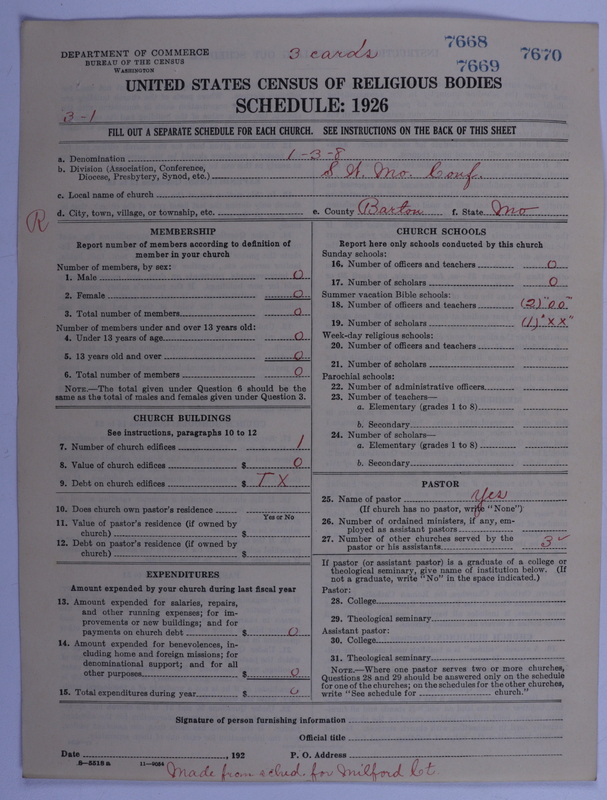 DEPARTMENT OF COMMERCE
BUREAU OF THE CENSUS
WASHINGTON
3 cards
7668
7669
7670
UNITED STATES CENSUS OF RELIGIOUS BODIES
SCHEDULE: 1926
3-1
FILL OUT A SEPARATE SCHEDULE FOR EACH CHURCH. SEE INSTRUCTIONS ON THE BACK OF THIS SHEET
a. Denomination 1-3-8
b. Division (Association, Conference,
Diocese, Presbytery, Synod, etc.) S W. Mo. Conf.
c. Local name of church
d. City, town, village, or township, etc. e. County Barton f. State Mo
R
MEMBERSHIP
Report number of members according to definition of
member in your church
Number of members, by sex:
1. Male 0
2. Female 0
3. Total number of members 0
Number of members under and over 13 years old:
4. Under 13 years of age 0
5. 13 years old and over 0
6. Total number of members 0
NOTE.—The total given under Question 6 should be the
same as the total of males and females given under Question 3.
CHURCH BUILDINGS
See instructions, paragraphs 10 to 12
7. Number of church edifices 1
8. Value of church edifices $ 0
9. Debt on church edifices $ TX
10. Does church own pastor's residence
Yes or No
11. Value of pastor's residence (if owned by
church) $
12. Debt on pastor's residence (if owned by
church) $
EXPENDITURES
Amount expended by your church during last fiscal year
13. Amount expended for salaries, repairs,
and other running expenses; for im-
provements or new buildings; and for
payments on church debt $ 0
14. Amount expended for benevolences, in-
cluding home and foreign missions; for
denominational support; and for all
other purposes $ 0
15. Total expenditures during year $ 0
CHURCH SCHOOLS
Report here only schools conducted by this church
Sunday schools:
16. Number of officers and teachers 0
17. Number of scholars 0
Summer vacation Bible schools:
18. Number of officers and teachers (2) "00"
19. Number of scholars (1) "XX"
Week-day religious schools:
20. Number of officers and teachers
21. Number of scholars
Parochial schools:
22. Number of administrative officers
23. Number of teachers—
a. Elementary (grades 1 to 8)
b. Secondary
24. Number of scholars—
a. Elementary (grades 1 to 8)
b. Secondary
PASTOR
25. Name of pastor Yes
(If church has no pastor, write "None")
26. Number of ordained ministers, if any, em-
ployed as assistant pastors
27. Number of other churches served by the
pastor or his assistants 3
If pastor (or assistant pastor) is a graduate of a college or
theological seminary, give name of institution below. (If
not a graduate, write "No" in the space indicated.)
Pastor:
28. College
29. Theological seminary
Assistant pastor:
30. College
31. Theological seminary
NOTE.—Where one pastor serves two or more churches,
Questions 28 and 29 should be answered only on the schedule
for one of the churches; on the schedules for the other churches,
write "See schedule for church."
Signature of person furnishing information
Official title
Date , 192 P. O. Address
8—5518 a 11—9054
Made from sched. for Milford Ct.